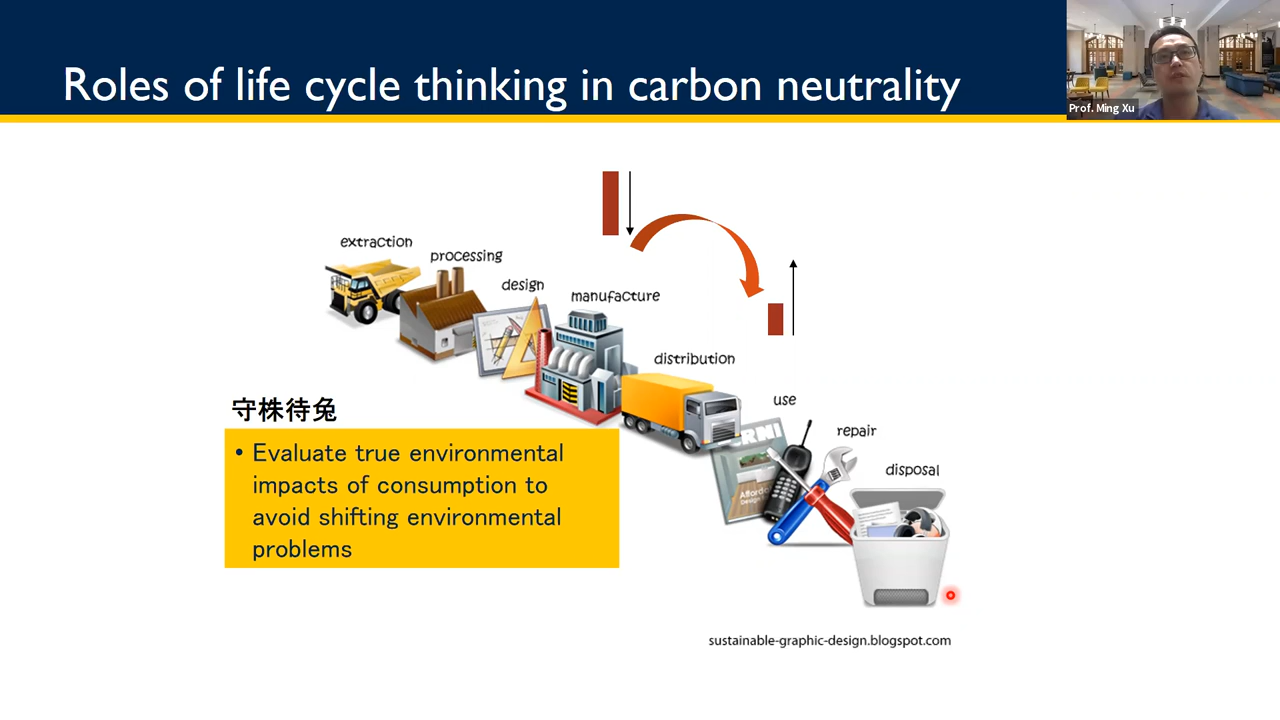 Roles of life cycle thinking in carbon neutrality
Prof. Ming Xu
extraction
processing
design
manufacture
distribution
use
repair
disposal
守株待兔
• Evaluate true environmental
impacts of consumption to
avoid shifting environmental
problems
sustainable-graphic-design.blogspot.com